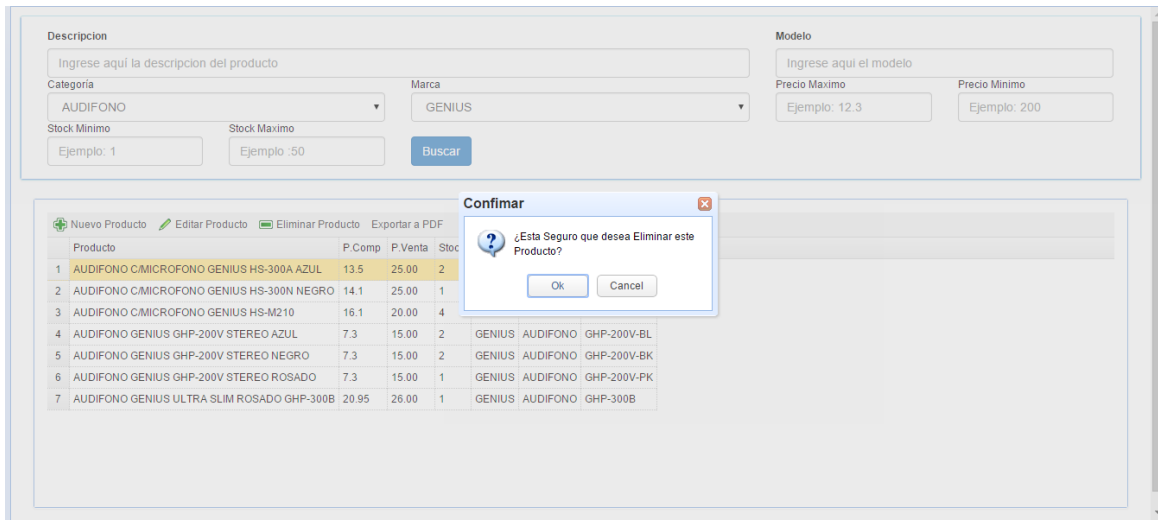 Descripcion Modelo
Ingrese aquí la descripcion del producto Ingrese aqui el modelo
Categoría Marca Precio Maximo Precio Minimo
AUDIFONO GENIUS Ejemplo: 12.3 Ejemplo: 200
Stock Minimo Stock Maximo
Ejemplo: 1 Ejemplo :50 Buscar
Confimar
¿Esta Seguro que desea Eliminar este
Producto?
Ok Cancel
Nuevo Producto Editar Producto Eliminar Producto Exportar a PDF
Producto P.Comp P.Venta Stoc
1 AUDIFONO C/MICROFONO GENIUS HS-300A AZUL 13.5 25.00 2
2 AUDIFONO C/MICROFONO GENIUS HS-300N NEGRO 14.1 25.00 1
3 AUDIFONO C/MICROFONO GENIUS HS-M210 16.1 20.00 4
4 AUDIFONO GENIUS GHP-200V STEREO AZUL 7.3 15.00 2 GENIUS AUDIFONO GHP-200V-BL
5 AUDIFONO GENIUS GHP-200V STEREO NEGRO 7.3 15.00 2 GENIUS AUDIFONO GHP-200V-BK
6 AUDIFONO GENIUS GHP-200V STEREO ROSADO 7.3 15.00 1 GENIUS AUDIFONO GHP-200V-PK
7 AUDIFONO GENIUS ULTRA SLIM ROSADO GHP-300B 20.95 26.00 1 GENIUS AUDIFONO GHP-300B